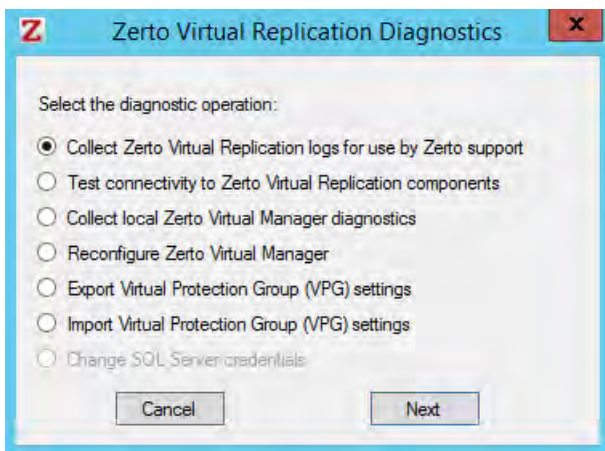 Z Zerto Virtual Replication Diagnostics x
Select the diagnostic operation:
Collect Zerto Virtual Replication logs for use by Zerto support
Test connectivity to Zerto Virtual Replication components
Collect local Zerto Virtual Manager diagnostics
Reconfigure Zerto Virtual Manager
Export Virtual Protection Group (VPG) settings
Import Virtual Protection Group (VPG) settings
Change SQL Server credentials
Cancel Next